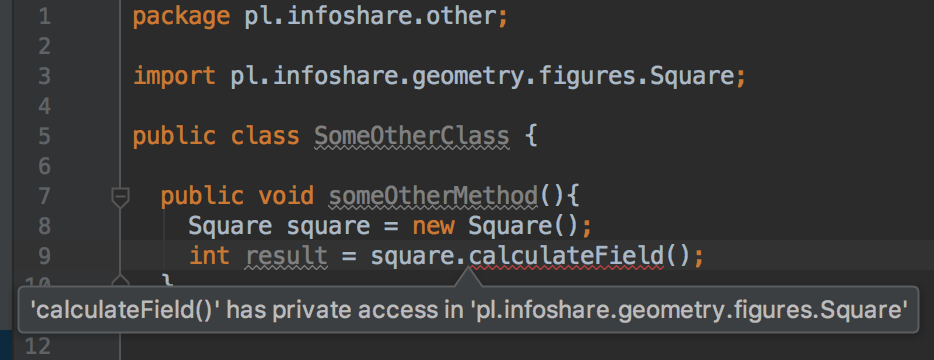 1 package pl.infoshare.other;
2
3 import pl.infoshare.geometry.figures.Square;
4
5 public class SomeOtherClass {
6
7 public void someOtherMethod(){
8 Square square = new Square();
9 int result = square.calculateField();
10 }
'calculateField()' has private access in 'pl.infoshare.geometry.figures.Square'
12